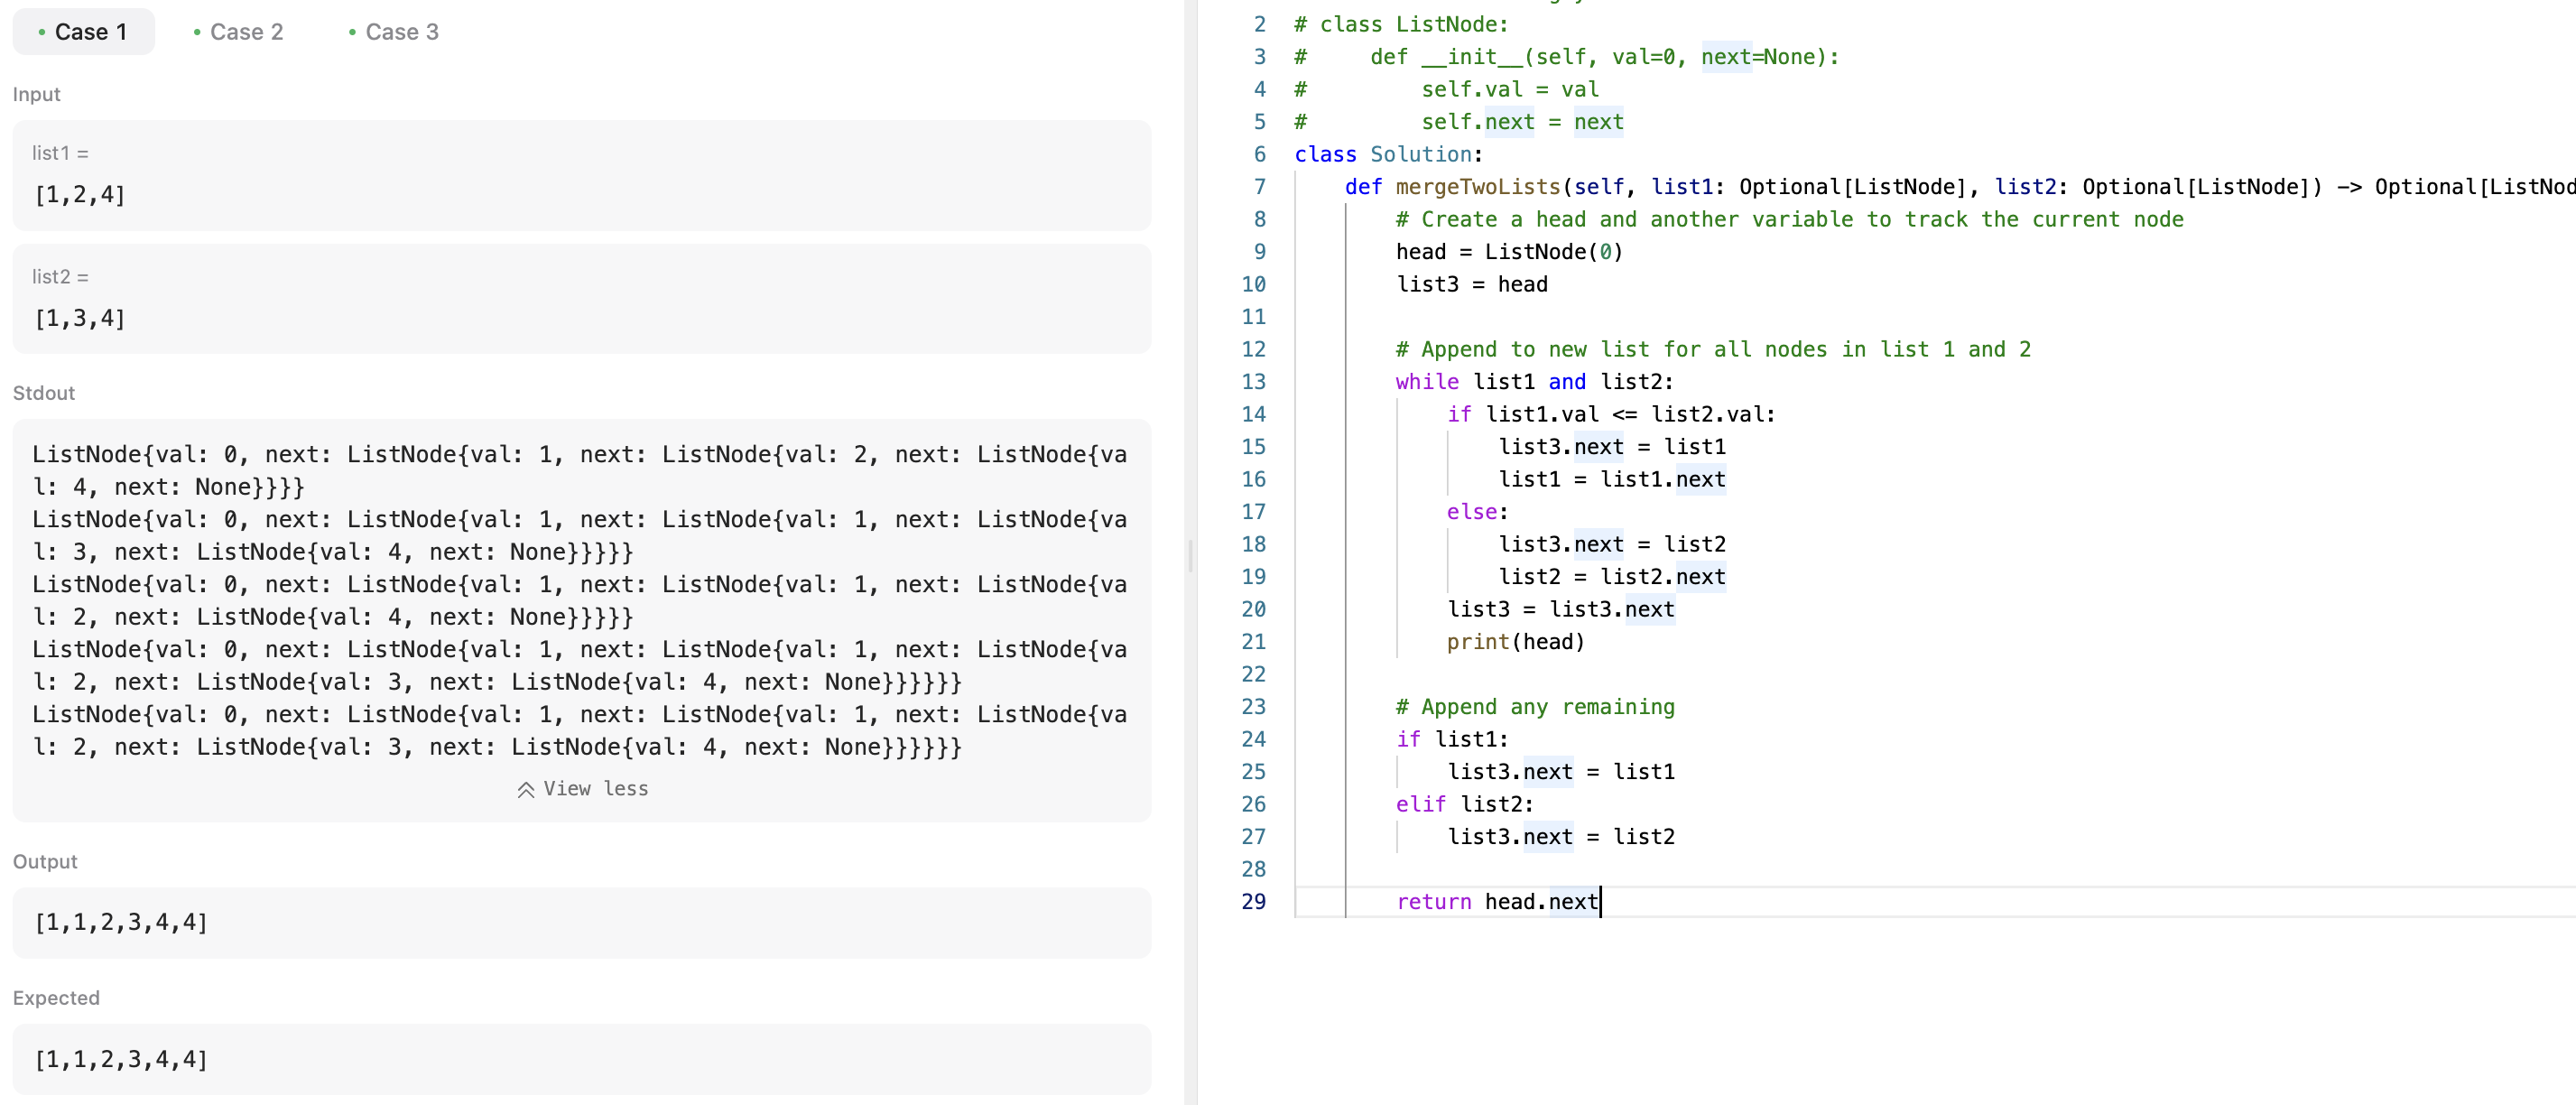 Case 1
Case 2
Case 3
Input
list1 =
[1,2,4]
list2 =
[1,3,4]
Stdout
ListNode{val: 0, next: ListNode{val: 1, next: ListNode{val: 2, next: ListNode{va
l: 4, next: None}}}}
ListNode{val: 0, next: ListNode{val: 1, next: ListNode{val: 1, next: ListNode{va
l: 3, next: ListNode{val: 4, next: None}}}}}
ListNode{val: 0, next: ListNode{val: 1, next: ListNode{val: 1, next: ListNode{va
l: 2, next: ListNode{val: 4, next: None}}}}}
ListNode{val: 0, next: ListNode{val: 1, next: ListNode{val: 1, next: ListNode{va
l: 2, next: ListNode{val: 3, next: ListNode{val: 4, next: None}}}}}}
ListNode{val: 0, next: ListNode{val: 1, next: ListNode{val: 1, next: ListNode{va
l: 2, next: ListNode{val: 3, next: ListNode{val: 4, next: None}}}}}}
View less
Output
[1,1,2,3,4,4]
Expected
[1,1,2,3,4,4]
2 # class ListNode:
3 #     def __init__(self, val=0, next=None):
4 #         self.val = val
5 #         self.next = next
6 class Solution:
7     def mergeTwoLists(self, list1: Optional[ListNode], list2: Optional[ListNode]) -> Optional[ListNod
8         # Create a head and another variable to track the current node
9         head = ListNode(0)
10         list3 = head
11
12         # Append to new list for all nodes in list 1 and 2
13         while list1 and list2:
14             if list1.val <= list2.val:
15                 list3.next = list1
16                 list1 = list1.next
17             else:
18                 list3.next = list2
19                 list2 = list2.next
20             list3 = list3.next
21             print(head)
22
23         # Append any remaining
24         if list1:
25             list3.next = list1
26         elif list2:
27             list3.next = list2
28
29         return head.next